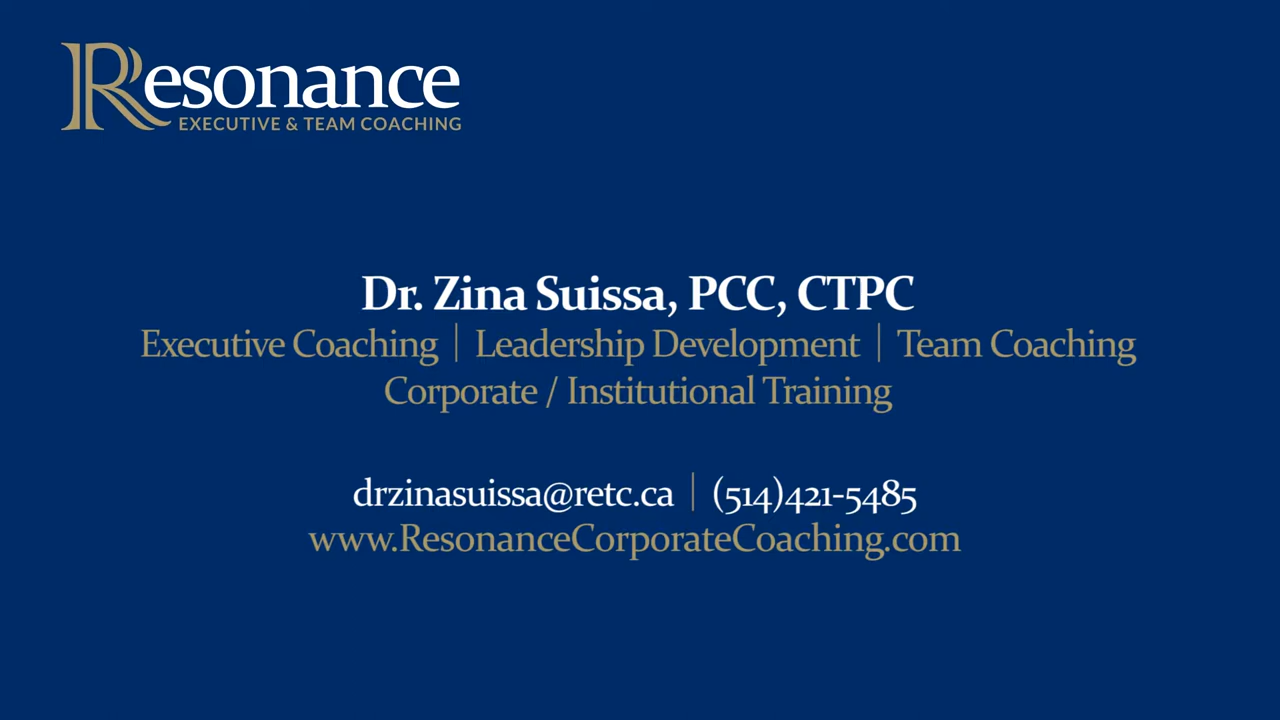 Resonance
EXECUTIVE & TEAM COACHING
Dr. Zina Suissa, PCC, CTPC
Executive Coaching | Leadership Development | Team Coaching
Corporate / Institutional Training
drzinasuissa@retc.ca | (514)421-5485
www.ResonanceCorporateCoaching.com